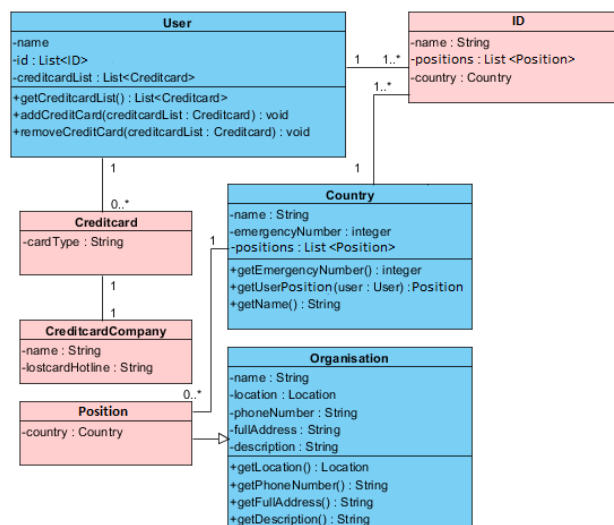 User
-name
-id : List<ID>
-creditcardList : List<Creditcard>
+getCreditcardList() : List<Creditcard>
+addCreditCard(creditcardList : Creditcard) : void
+removeCreditCard(creditcardList : Creditcard) : void
ID
-name : String
-positions : List <Position>
-country : Country
1
1..*
1..*
1
1
0..*
Creditcard
-cardType : String
1
1
CreditcardCompany
-name : String
-lostcardHotline : String
Country
-name : String
-emergencyNumber : integer
-positions : List <Position>
+getEmergencyNumber() : integer
+getUserPosition(user : User) : Position
+getName() : String
1
0..*
Position
-country : Country
Organisation
-name : String
-location : Location
-phoneNumber : String
-fullAddress : String
-description : String
+getLocation() : Location
+getPhoneNumber() : String
+getFullAddress() : String
+getDescription() : String